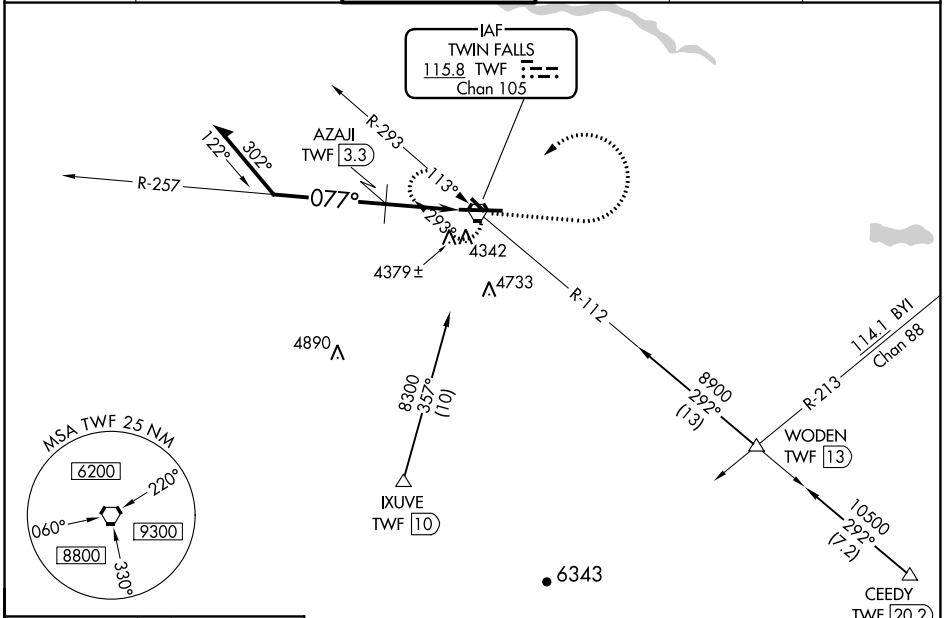 IAF
TWIN FALLS
115.8 TWF
Chan 105
R-293
AZAJI
TWF 3.3
122°
302°
R-257
077°
113°
293°
4342
4379 ±
4733
R-112
114.1 BYI
Chan 88
4890
8300
357°
(10)
8900
292°
(13)
R-213
WODEN
TWF 13
MSA TWF 25 NM
6200
220°
060°
9300
8800
330°
IXUVE
TWF 10
10500
292°
(7.2)
6343
CEEDY
TWF 20.2